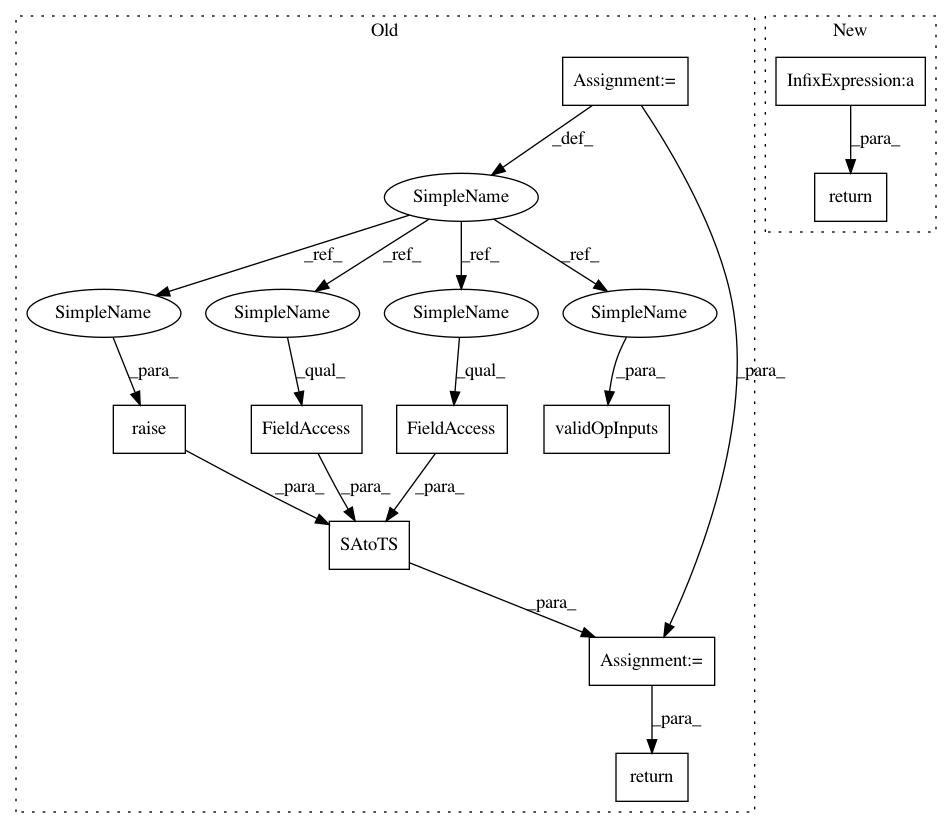 Old
New
Assignment:=
InfixExpression:a
_def_
_para_
SimpleName
return
_ref_
_ref_
_ref_
_ref_
SimpleName
SimpleName
SimpleName
SimpleName
_para_
_qual_
_qual_
_para_
_para_
raise
FieldAccess
FieldAccess
validOpInputs
_para_
_para_
_para_
SAtoTS
_para_
Assignment:=
_para_
return